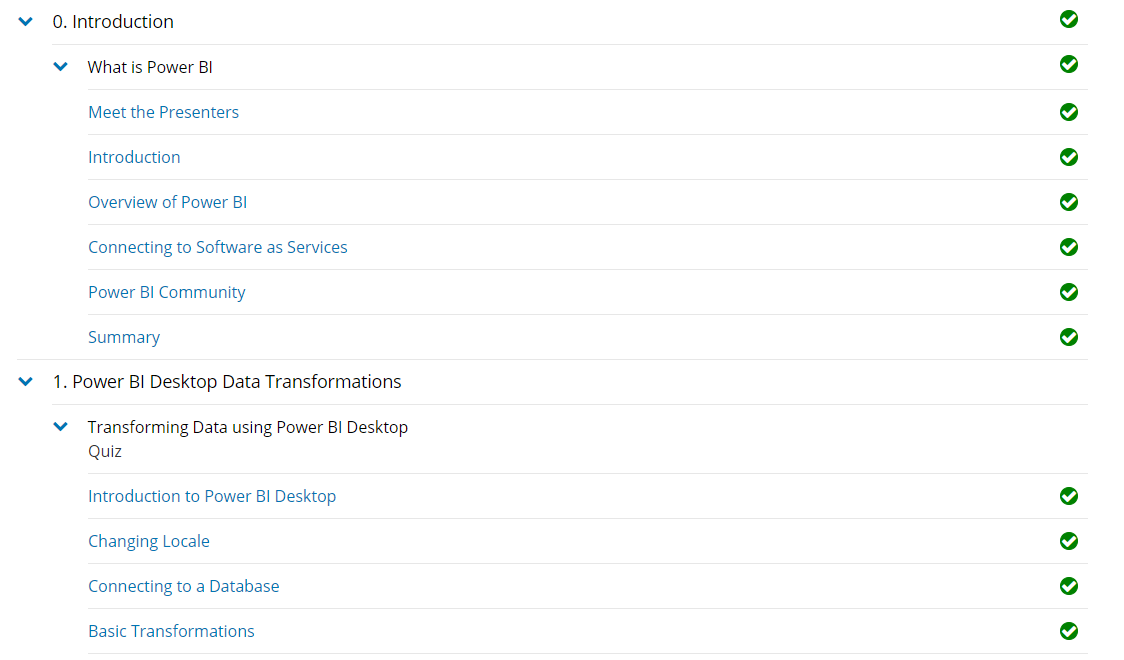 0. Introduction
What is Power BI
Meet the Presenters
Introduction
Overview of Power BI
Connecting to Software as Services
Power BI Community
Summary
1. Power BI Desktop Data Transformations
Transforming Data using Power BI Desktop
Quiz
Introduction to Power BI Desktop
Changing Locale
Connecting to a Database
Basic Transformations